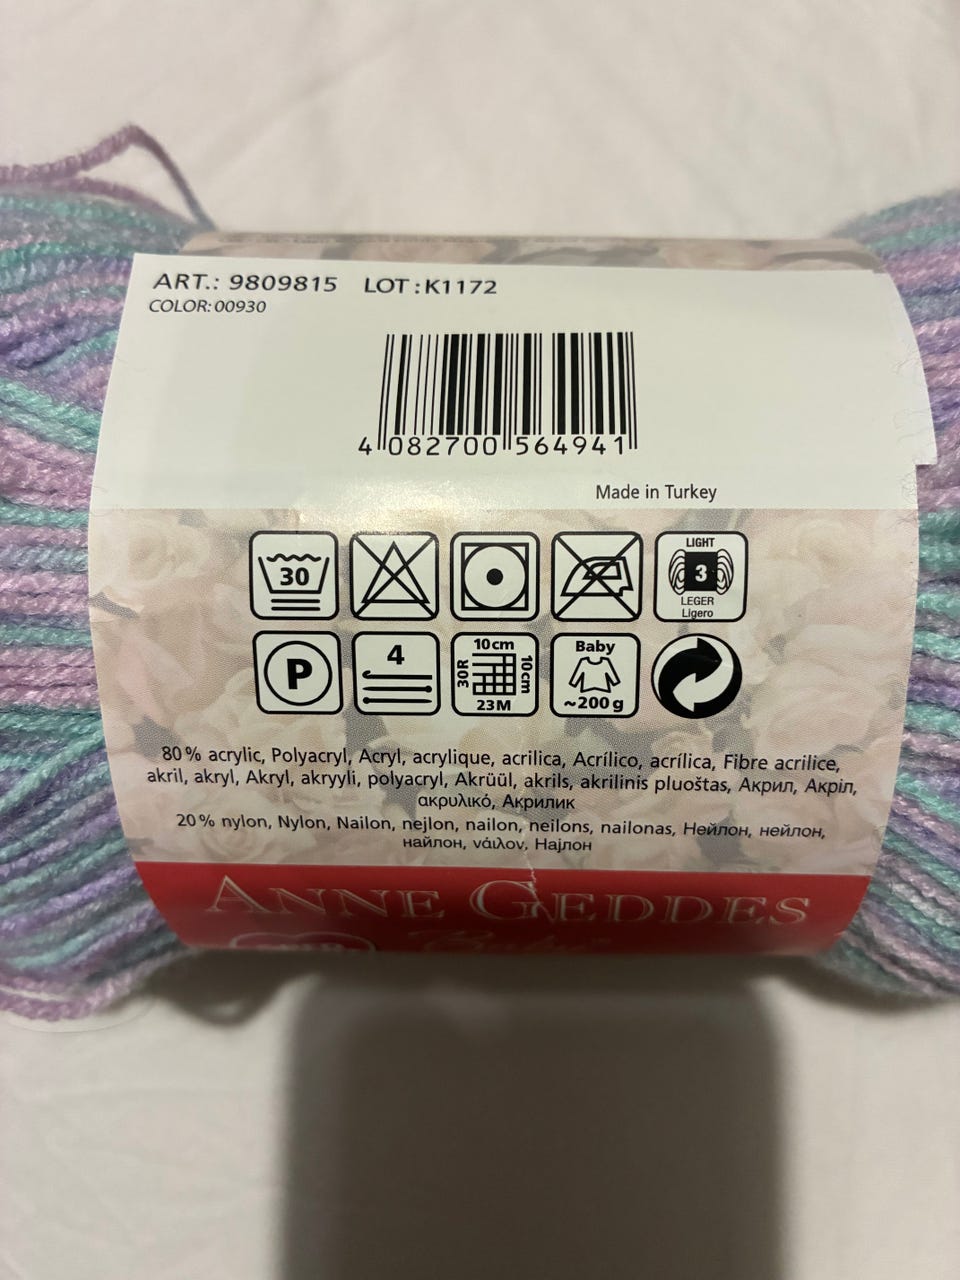 ART.: 9809815 LOT : K1172
COLOR: 00930
4 082700 564941
Made in Turkey
30
LIGHT
3
LEGER
Ligero
P
4
10cm
30R
10cm
23M
Baby
~200 g
80 % acrylic, Polyacryl, Acryl, acrylique, acrilica, Acrílico, acrílica, Fibre acrilice,
akril, akryl, Akryl, akryyli, polyacryl, Akrüül, akrils, akrilinis pluoštas, Акрил, Акріл,
ακρυλικό, Акрилик
20 % nylon, Nylon, Nailon, nejlon, nailon, neilons, nailonas, Нейлон, нейлон,
найлон, νάιλον, Најлон
ANNE GEDDES
Baby